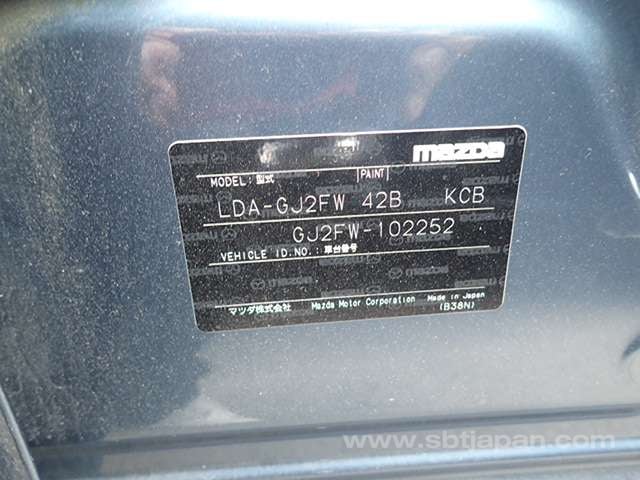 mazda
MODEL:型式 PAINT
LDA-GJ2FW 42B KCB
GJ2FW-102252
VEHICLE ID.NO.:車台番号
マツダ株式会社 Mazda Motor Corporation Made in Japan
(B38N)
www.sbtjapan.com